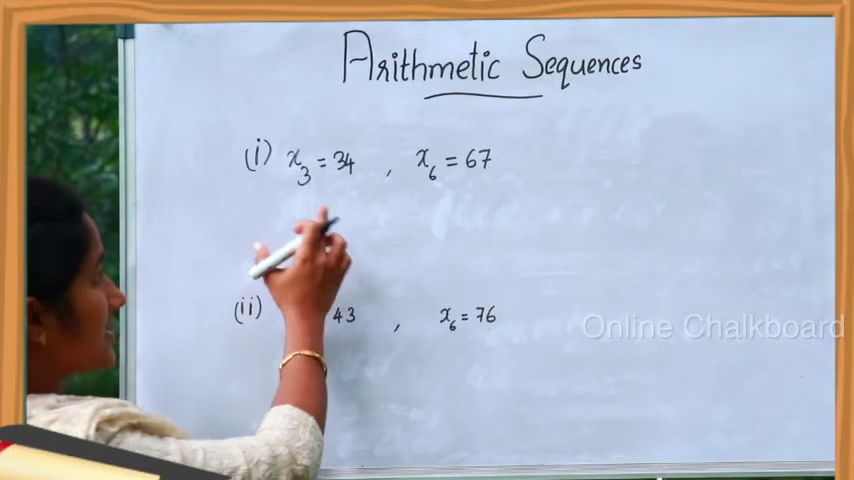 Arithmetic Sequences
(i) x₃ = 34 , x₆ = 67
(ii) 43 , x₆ = 76
Online Chalkboard